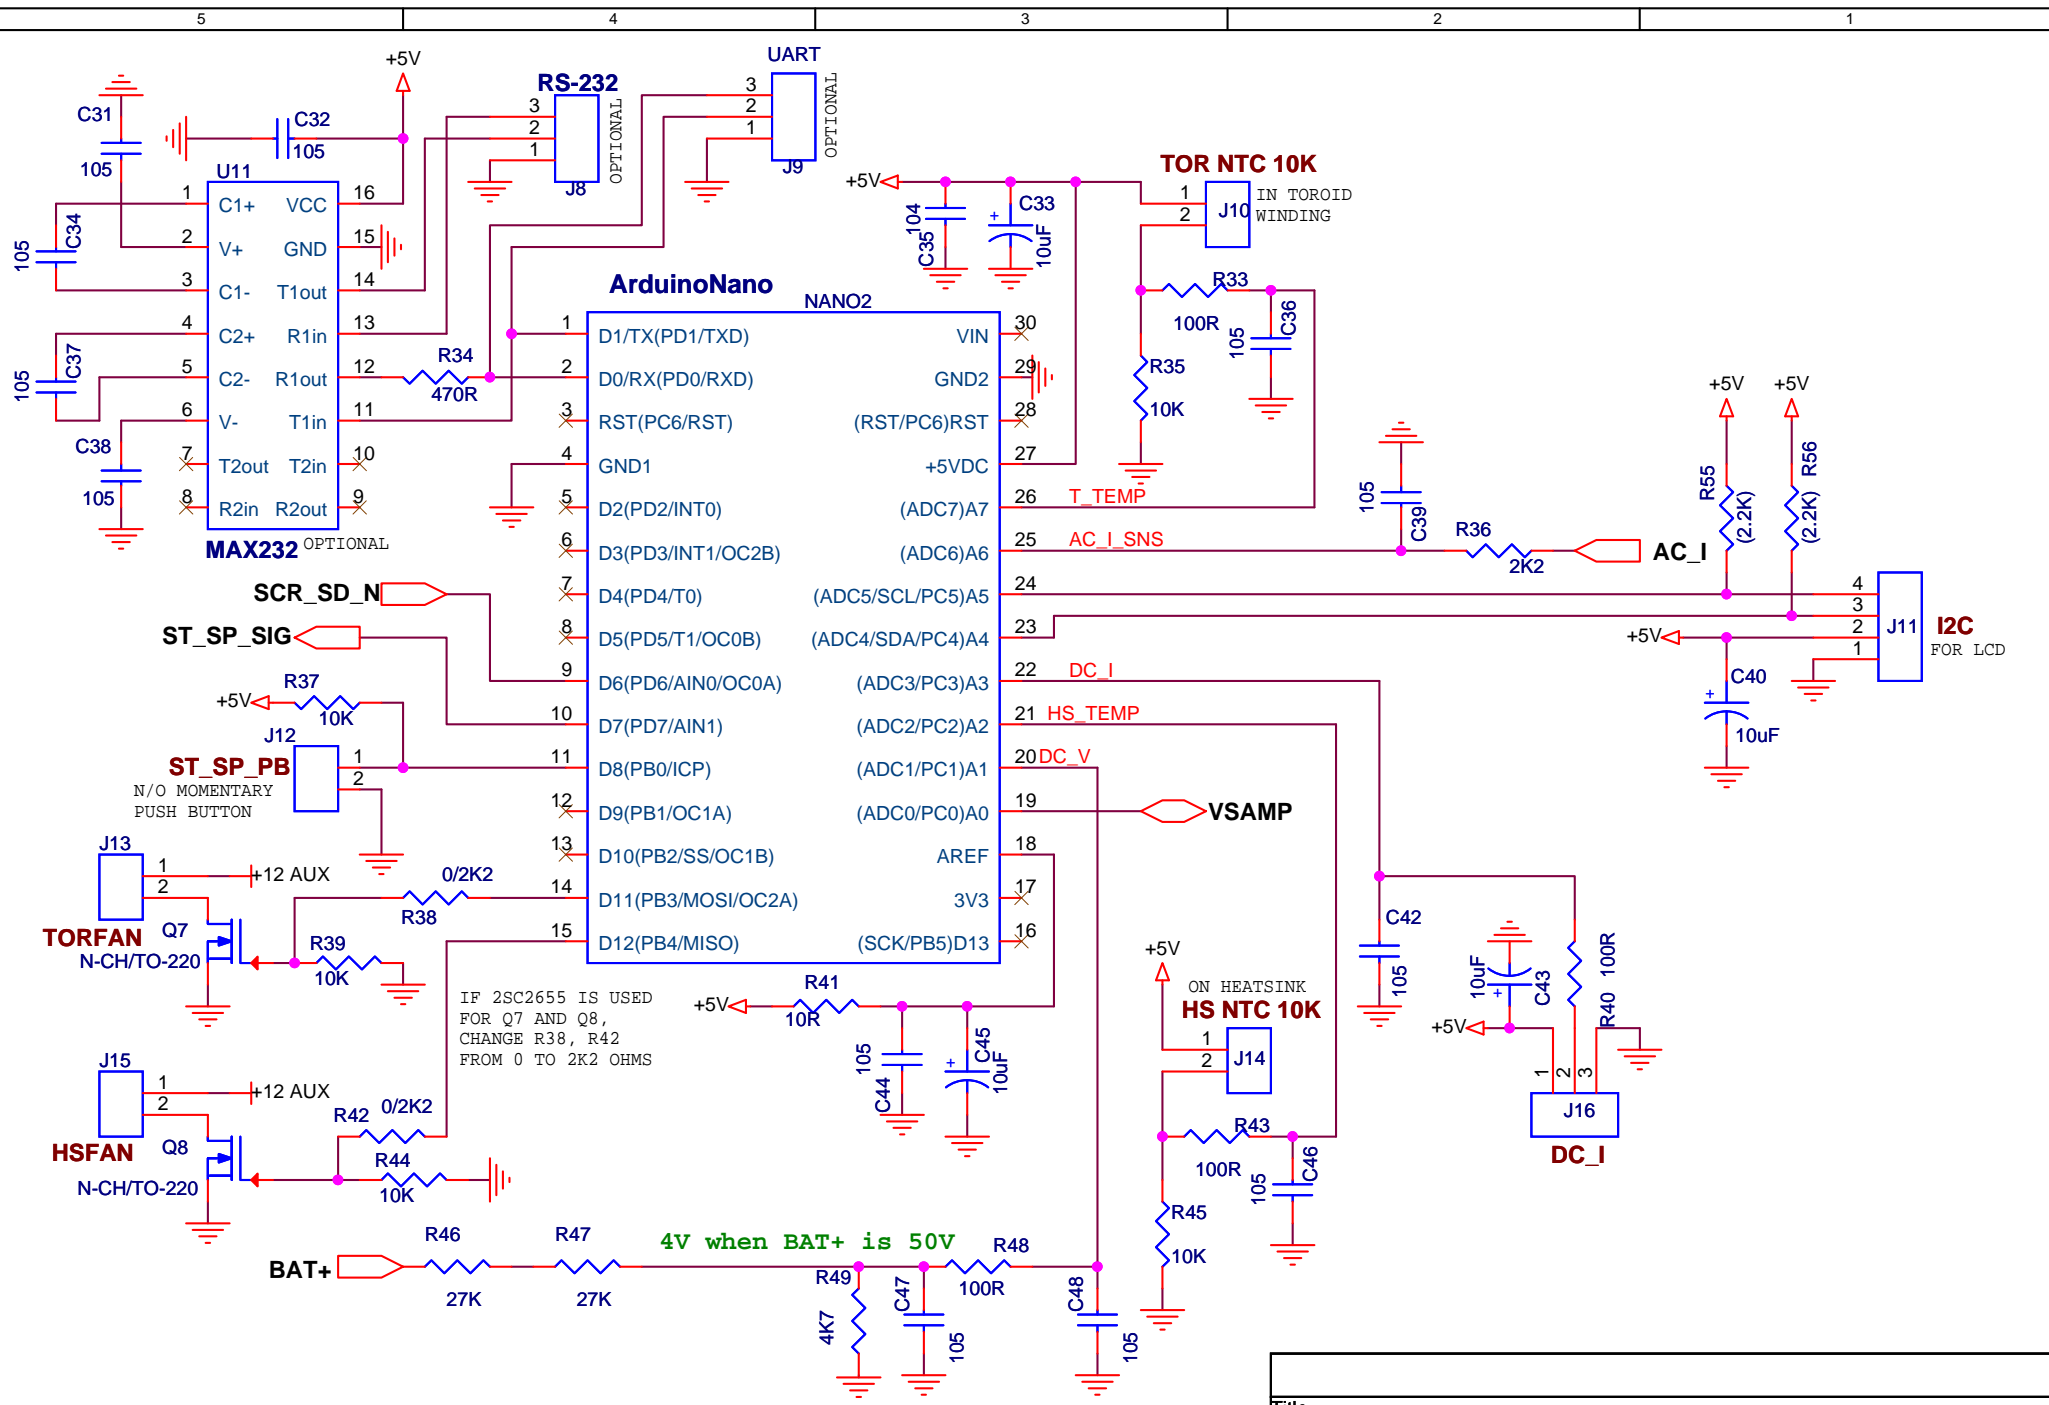 5
4
3
2
1
+5V
C31
105
C32
105
U11
1
C1+
VCC
16
2
V+
GND
15
3
C1-
T1out
14
4
C2+
R1in
13
5
C2-
R1out
12
6
V-
T1in
11
7
T2out
T2in
10
8
R2in
R2out
9
MAX232
OPTIONAL
C34
105
C37
105
C38
105
R34
470R
RS-232
3
2
1
J8
OPTIONAL
UART
3
2
1
J9
OPTIONAL
ArduinoNano
NANO2
1
D1/TX(PD1/TXD)
2
D0/RX(PD0/RXD)
3
RST(PC6/RST)
4
GND1
5
D2(PD2/INT0)
6
D3(PD3/INT1/OC2B)
7
D4(PD4/T0)
8
D5(PD5/T1/OC0B)
9
D6(PD6/AIN0/OC0A)
10
D7(PD7/AIN1)
11
D8(PB0/ICP)
12
D9(PB1/OC1A)
13
D10(PB2/SS/OC1B)
14
D11(PB3/MOSI/OC2A)
15
D12(PB4/MISO)
VIN
30
GND2
29
(RST/PC6)RST
28
+5VDC
27
(ADC7)A7
26
T_TEMP
(ADC6)A6
25
AC_I_SNS
(ADC5/SCL/PC5)A5
24
(ADC4/SDA/PC4)A4
23
(ADC3/PC3)A3
22
DC_I
(ADC2/PC2)A2
21
HS_TEMP
(ADC1/PC1)A1
20
DC_V
(ADC0/PC0)A0
19
VSAMP
AREF
18
3V3
17
(SCK/PB5)D13
16
+5V
104
C35
+
C33
10uF
TOR NTC 10K
1
2
J10
IN TOROID
WINDING
R33
100R
C36
105
R35
10K
105
C39
R36
2K2
AC_I
+5V
+5V
R55
(2.2K)
R56
(2.2K)
4
3
2
1
J11
I2C
FOR LCD
+5V
+
C40
10uF
SCR_SD_N
ST_SP_SIG
+5V
R37
10K
J12
ST_SP_PB
1
2
N/O MOMENTARY
PUSH BUTTON
J13
1
2
+12 AUX
TORFAN
Q7
N-CH/TO-220
0/2K2
R38
R39
10K
IF 2SC2655 IS USED
FOR Q7 AND Q8,
CHANGE R38, R42
FROM 0 TO 2K2 OHMS
J15
1
2
+12 AUX
HSFAN
Q8
N-CH/TO-220
R42
0/2K2
R44
10K
+5V
R41
10R
105
C44
+
C45
10uF
+5V
ON HEATSINK
HS NTC 10K
1
2
J14
R43
100R
C46
105
R45
10K
C42
105
10uF
+
C43
R40 100R
+5V
1
2
3
J16
DC_I
BAT+
R46
27K
R47
27K
4V when BAT+ is 50V
R49
4K7
C47
105
R48
100R
C48
105
Title